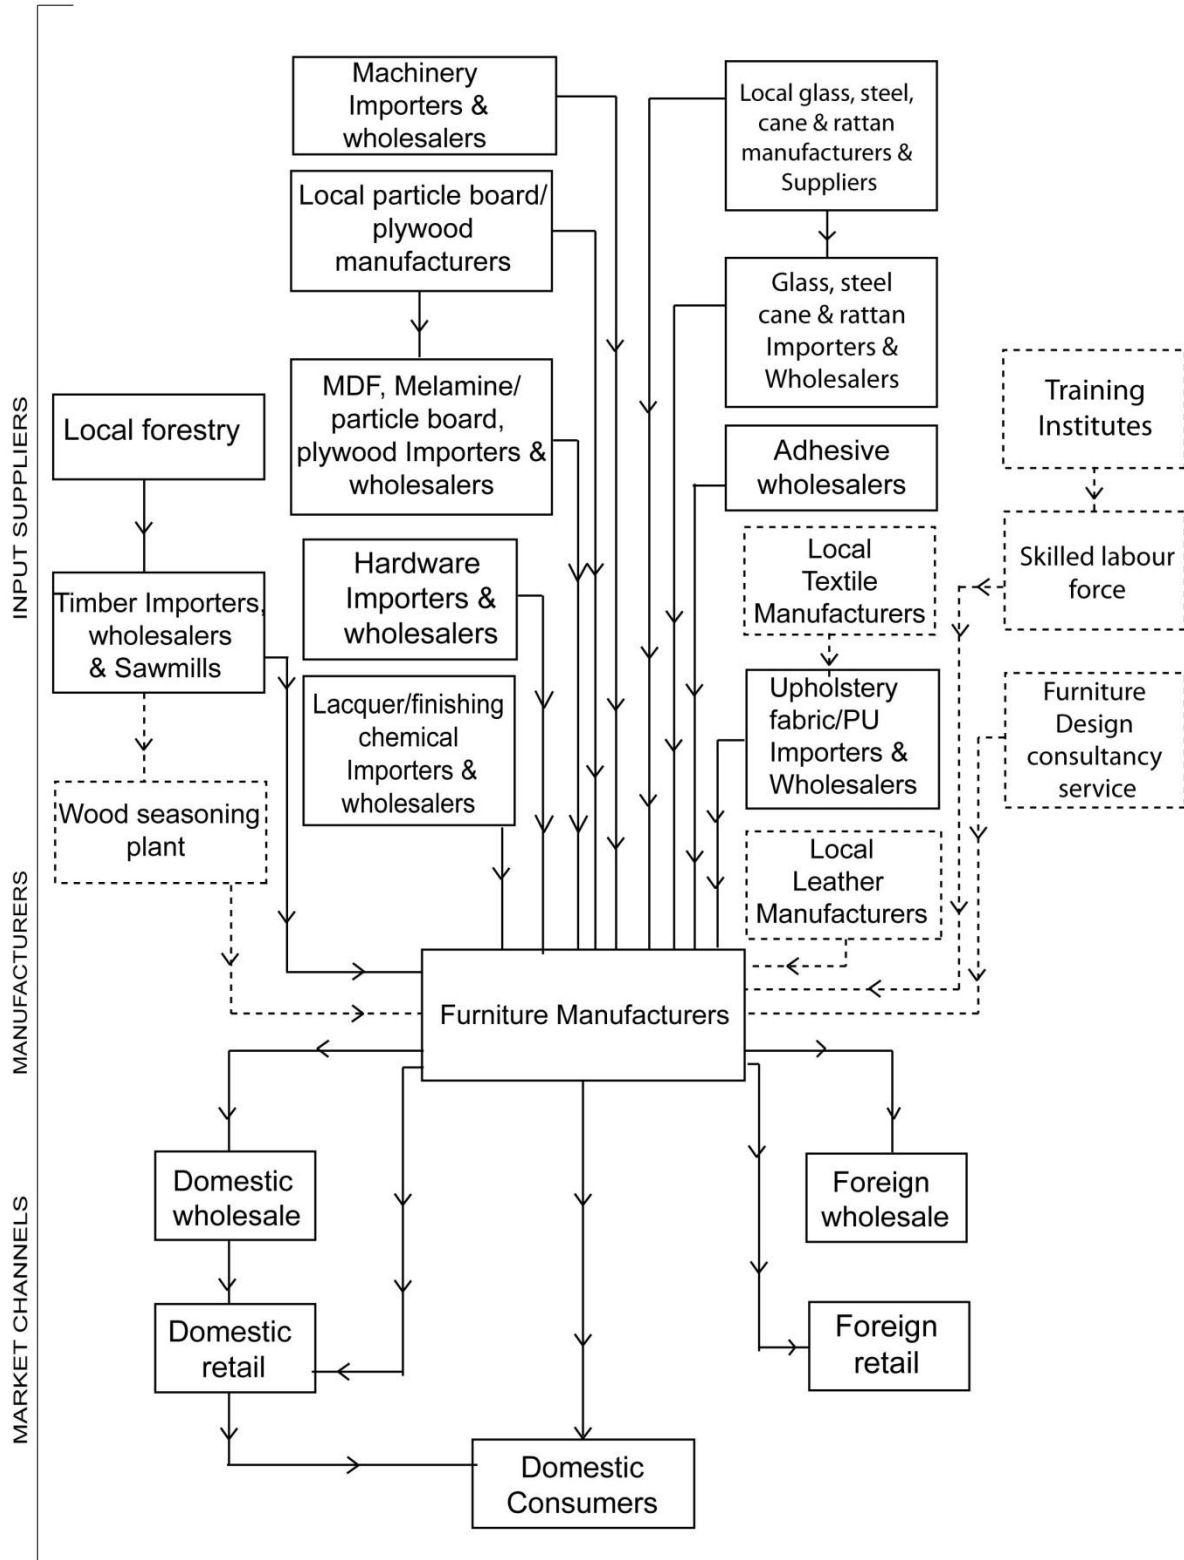 Machinery
Importers &
wholesalers
Local glass, steel,
cane & rattan
manufacturers &
Suppliers
Local particle board/
plywood
manufacturers
Glass, steel
cane & rattan
Importers &
Wholesalers
MDF, Melamine/
particle board,
plywood Importers &
wholesalers
Training
Institutes
INPUT SUPPLIERS
Local forestry
Adhesive
wholesalers
Hardware
Importers &
wholesalers
Local
Textile
Manufacturers
Skilled labour
force
Timber Importers,
wholesalers
& Sawmills
Lacquer/finishing
chemical
Importers &
wholesalers
Upholstery
fabric/PU
Importers &
Wholesalers
Furniture
Design
consultancy
service
Wood seasoning
plant
Local
Leather
Manufacturers
MANUFACTURERS
Furniture Manufacturers
MARKET CHANNELS
Domestic
wholesale
Foreign
wholesale
Domestic
retail
Foreign
retail
Domestic
Consumers